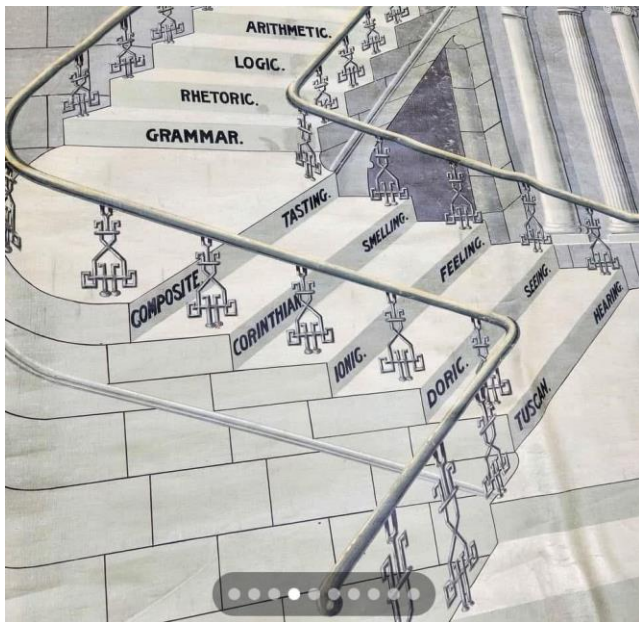 ARITHMETIC.
LOGIC.
RHETORIC.
GRAMMAR.
COMPOSITE. TASTING.
CORINTHIAN SMELLING.
IONIC. FEELING.
DORIC. SEEING.
TUSCAN. HEARING.